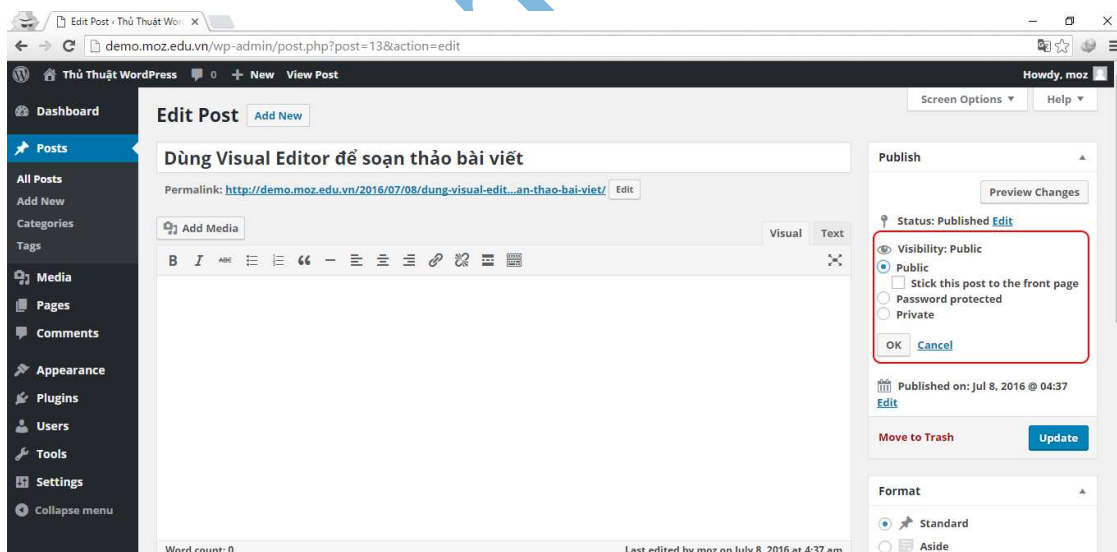 Edit Post ‹ Thủ Thuật Wor
demo.moz.edu.vn/wp-admin/post.php?post=13&action=edit
Thủ Thuật WordPress 0 + New View Post Howdy, moz
Screen Options Help
Dashboard
Posts
All Posts
Add New
Categories
Tags
Media
Pages
Comments
Appearance
Plugins
Users
Tools
Settings
Collapse menu
Edit Post Add New
Dùng Visual Editor để soạn thảo bài viết
Permalink: http://demo.moz.edu.vn/2016/07/08/dung-visual-edit...an-thao-bai-viet/ Edit
Add Media
Visual Text
B I ABC
Word count: 0 Last edited by moz on July 8, 2016 at 4:37 am
Publish
Preview Changes
Status: Published Edit
Visibility: Public
Public
Stick this post to the front page
Password protected
Private
OK Cancel
Published on: Jul 8, 2016 @ 04:37
Edit
Move to Trash Update
Format
Standard
Aside